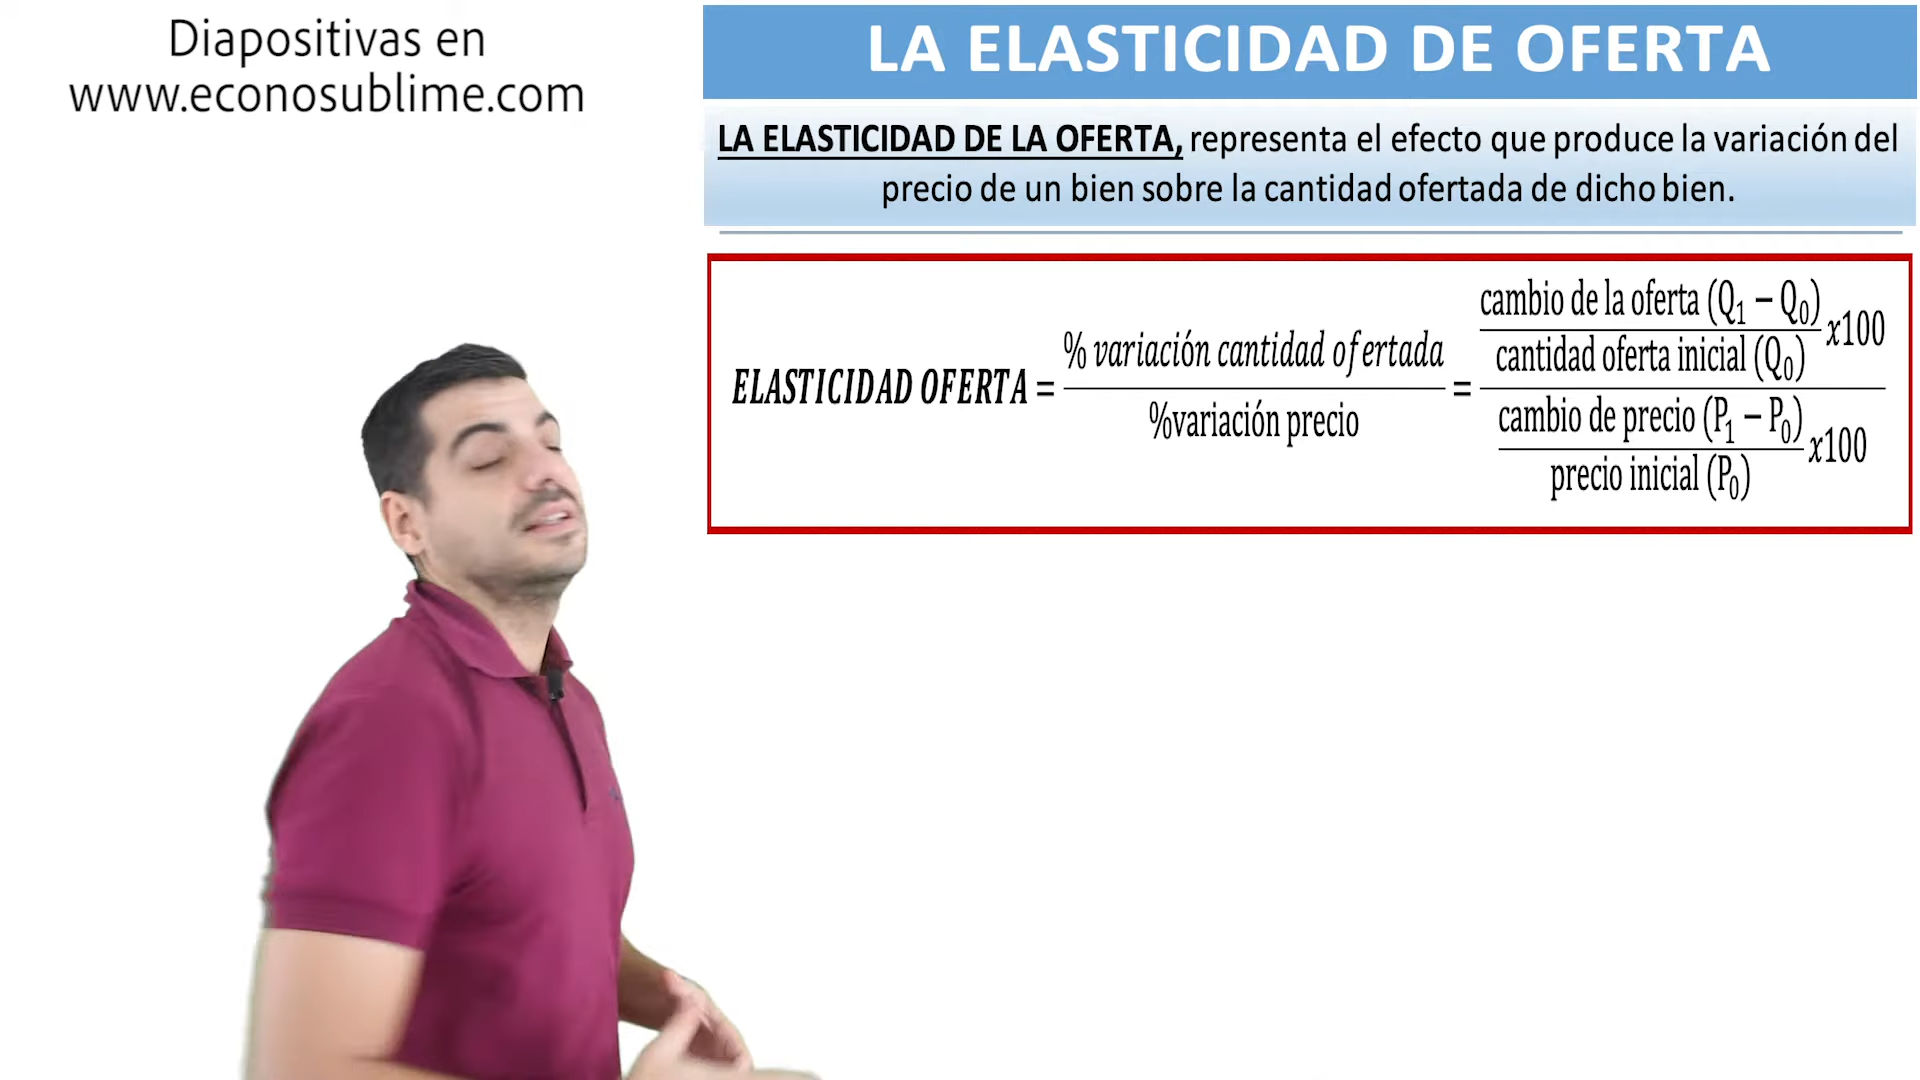 Diapositivas en
www.econosublime.com
LA ELASTICIDAD DE OFERTA
LA ELASTICIDAD DE LA OFERTA, representa el efecto que produce la variación del
precio de un bien sobre la cantidad ofertada de dicho bien.
ELASTICIDAD OFERTA = % variación cantidad ofertada / %variación precio = cambio de la oferta (Q₁ − Q₀) / cantidad oferta inicial (Q₀) x100 / cambio de precio (P₁ − P₀) / precio inicial (P₀) x100